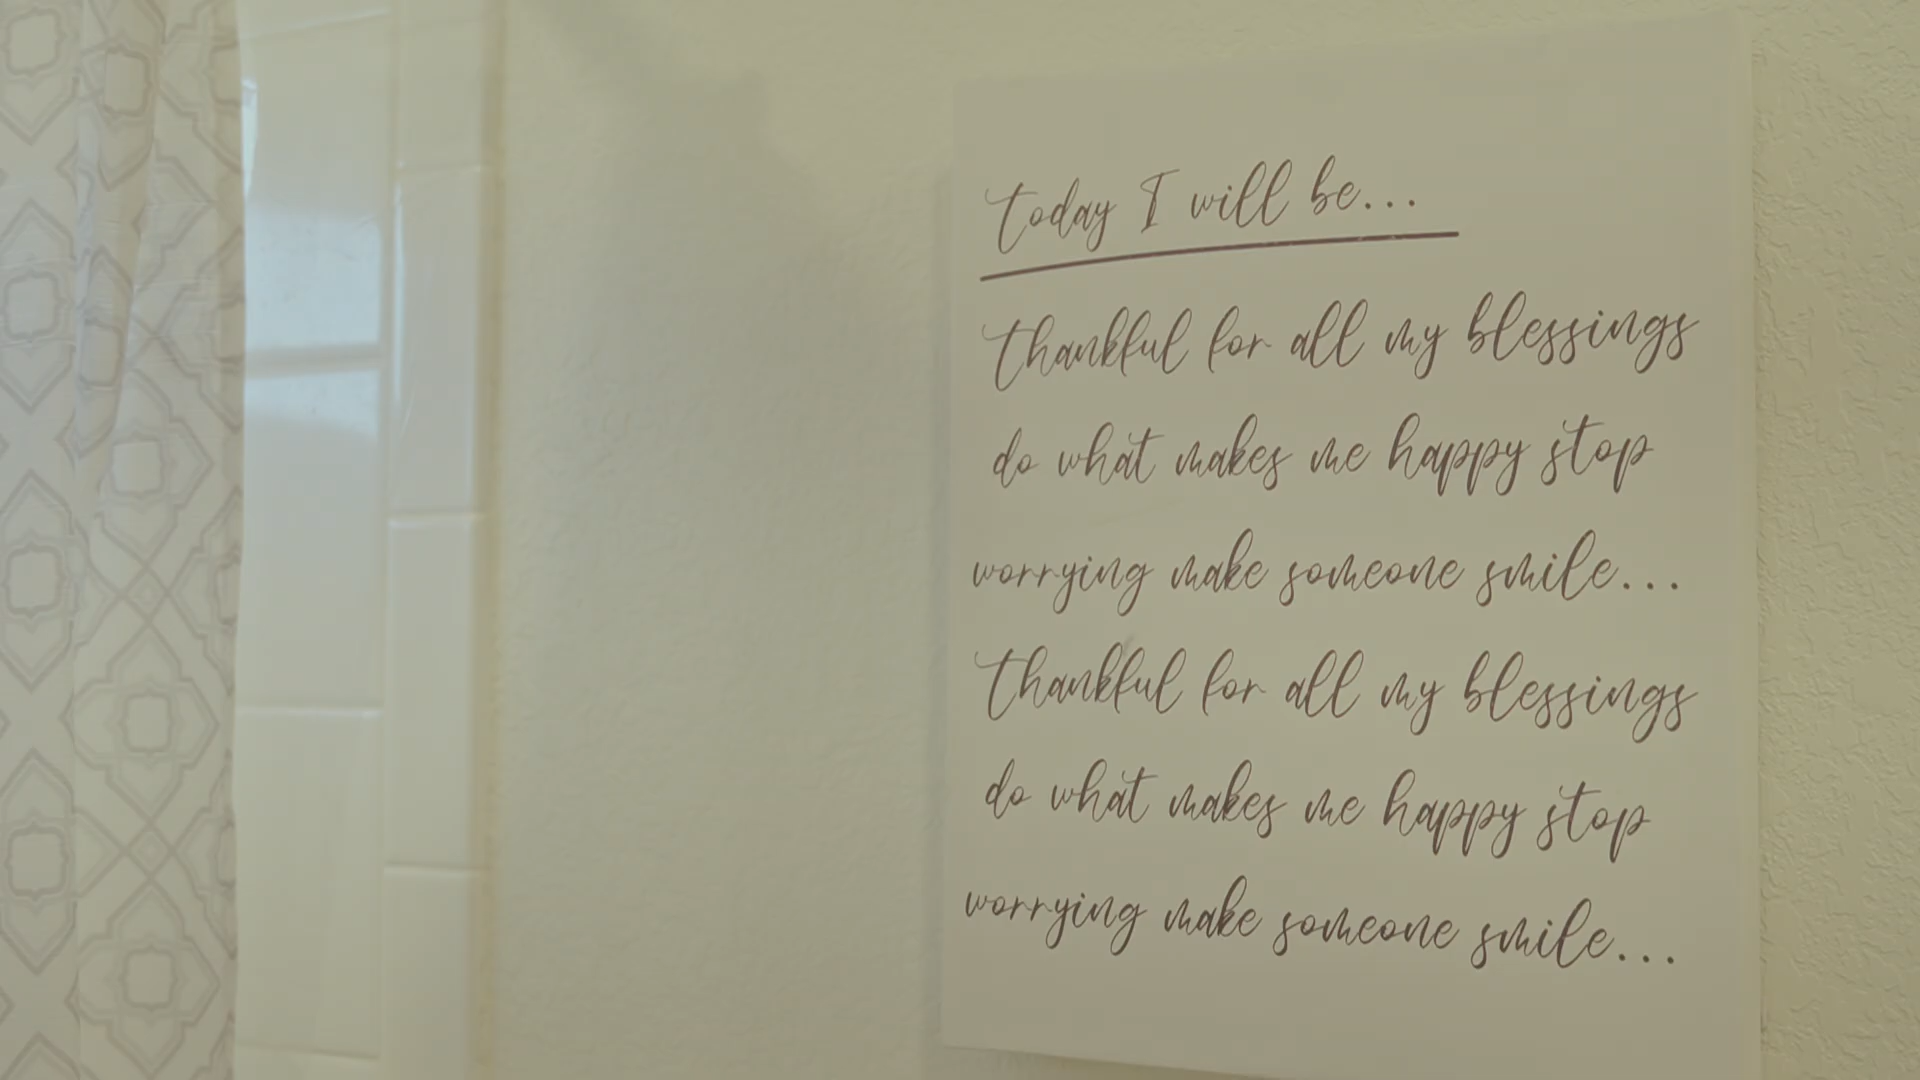 today I will be...
thankful for all my blessings
do what makes me happy stop
worrying make someone smile...
thankful for all my blessings
do what makes me happy stop
worrying make someone smile...